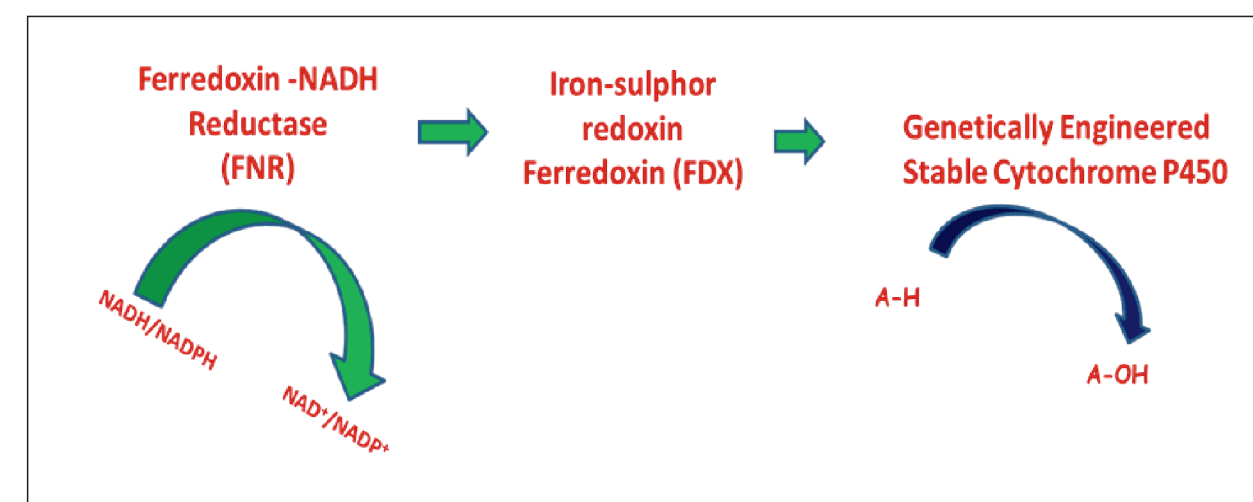 Ferredoxin -NADH
Reductase
(FNR)
Iron-sulphor
redoxin
Ferredoxin (FDX)
Genetically Engineered
Stable Cytochrome P450
NADH/NADPH
NAD⁺/NADP⁺
A-H
A-OH